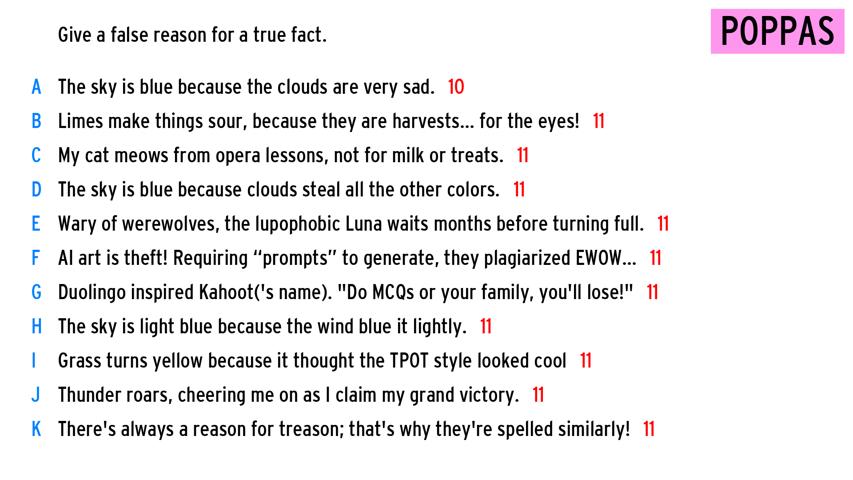 Give a false reason for a true fact.
POPPAS
A The sky is blue because the clouds are very sad. 10
B Limes make things sour, because they are harvests... for the eyes! 11
C My cat meows from opera lessons, not for milk or treats. 11
D The sky is blue because clouds steal all the other colors. 11
E Wary of werewolves, the lupophobic Luna waits months before turning full. 11
F AI art is theft! Requiring “prompts” to generate, they plagiarized EWOW... 11
G Duolingo inspired Kahoot('s name). "Do MCQs or your family, you'll lose!" 11
H The sky is light blue because the wind blue it lightly. 11
I Grass turns yellow because it thought the TPOT style looked cool 11
J Thunder roars, cheering me on as I claim my grand victory. 11
K There's always a reason for treason; that's why they're spelled similarly! 11